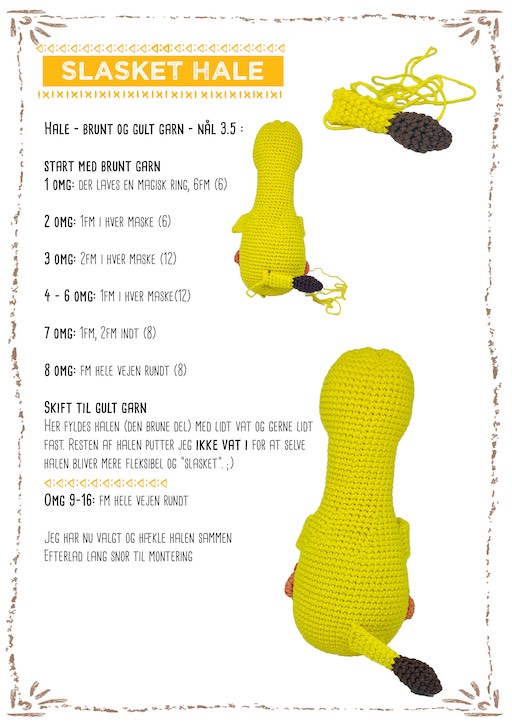 SLASKET HALE
HALE - BRUNT OG GULT GARN - NÅL 3.5 :
START MED BRUNT GARN
1 OMG: DER LAVES EN MAGISK RING, 6FM (6)
2 OMG: 1FM I HVER MASKE (6)
3 OMG: 2FM I HVER MASKE (12)
4 - 6 OMG: 1FM I HVER MASKE(12)
7 OMG: 1FM, 2FM INDT (8)
8 OMG: FM HELE VEJEN RUNDT (8)
SKIFT TIL GULT GARN
HER FYLDES HALEN (DEN BRUNE DEL) MED LIDT VAT OG GERNE LIDT
FAST. RESTEN AF HALEN PUTTER JEG IKKE VAT I FOR AT SELVE
HALEN BLIVER MERE FLEKSIBEL OG "SLASKET". ;)
OMG 9-16: FM HELE VEJEN RUNDT
JEG HAR NU VALGT OG HÆKLE HALEN SAMMEN
EFTERLAD LANG SNOR TIL MONTERING